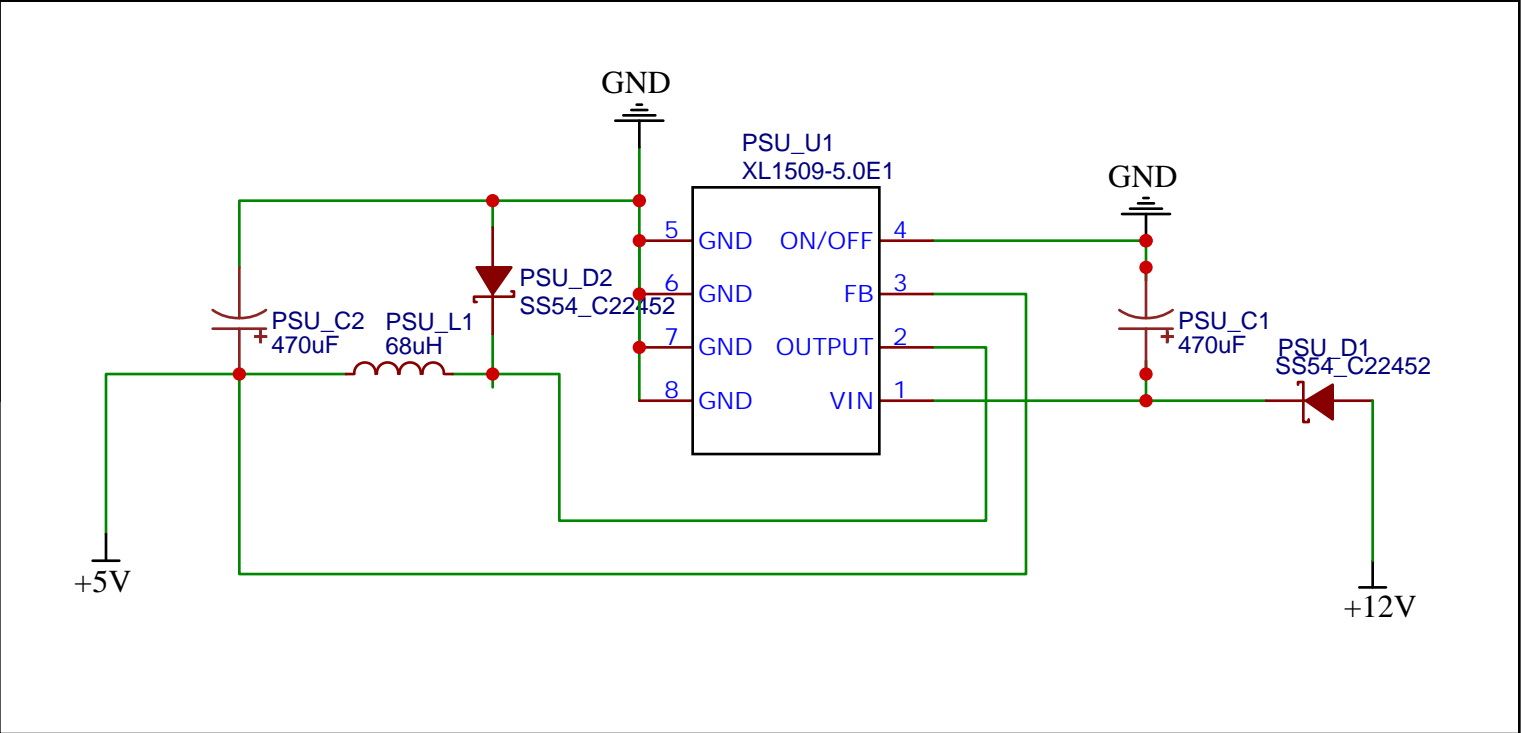 GND
PSU_U1
XL1509-5.0E1
GND
5 GND ON/OFF 4
6 GND FB 3
7 GND OUTPUT 2
8 GND VIN 1
PSU_D2
SS54_C22452
PSU_C2
470uF
PSU_L1
68uH
PSU_C1
470uF
PSU_D1
SS54_C22452
+5V
+12V